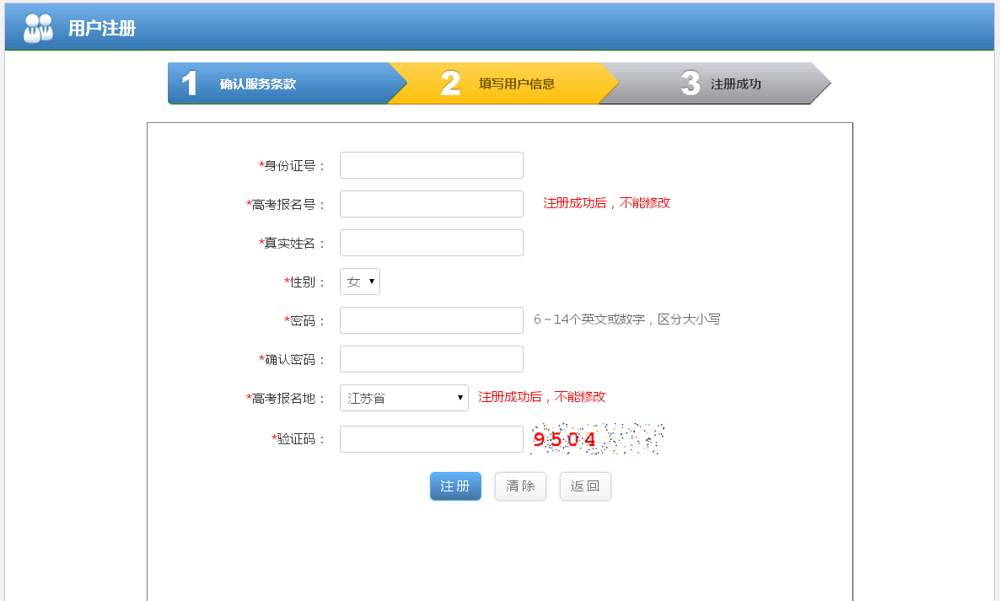 用户注册
1 确认服务条款 2 填写用户信息 3 注册成功
*身份证号：
*高考报名号： 注册成功后，不能修改
*真实姓名：
*性别： 女
*密码： 6～14个英文或数字，区分大小写
*确认密码：
*高考报名地： 江苏省 注册成功后，不能修改
*验证码： 9504
注册 清除 返回